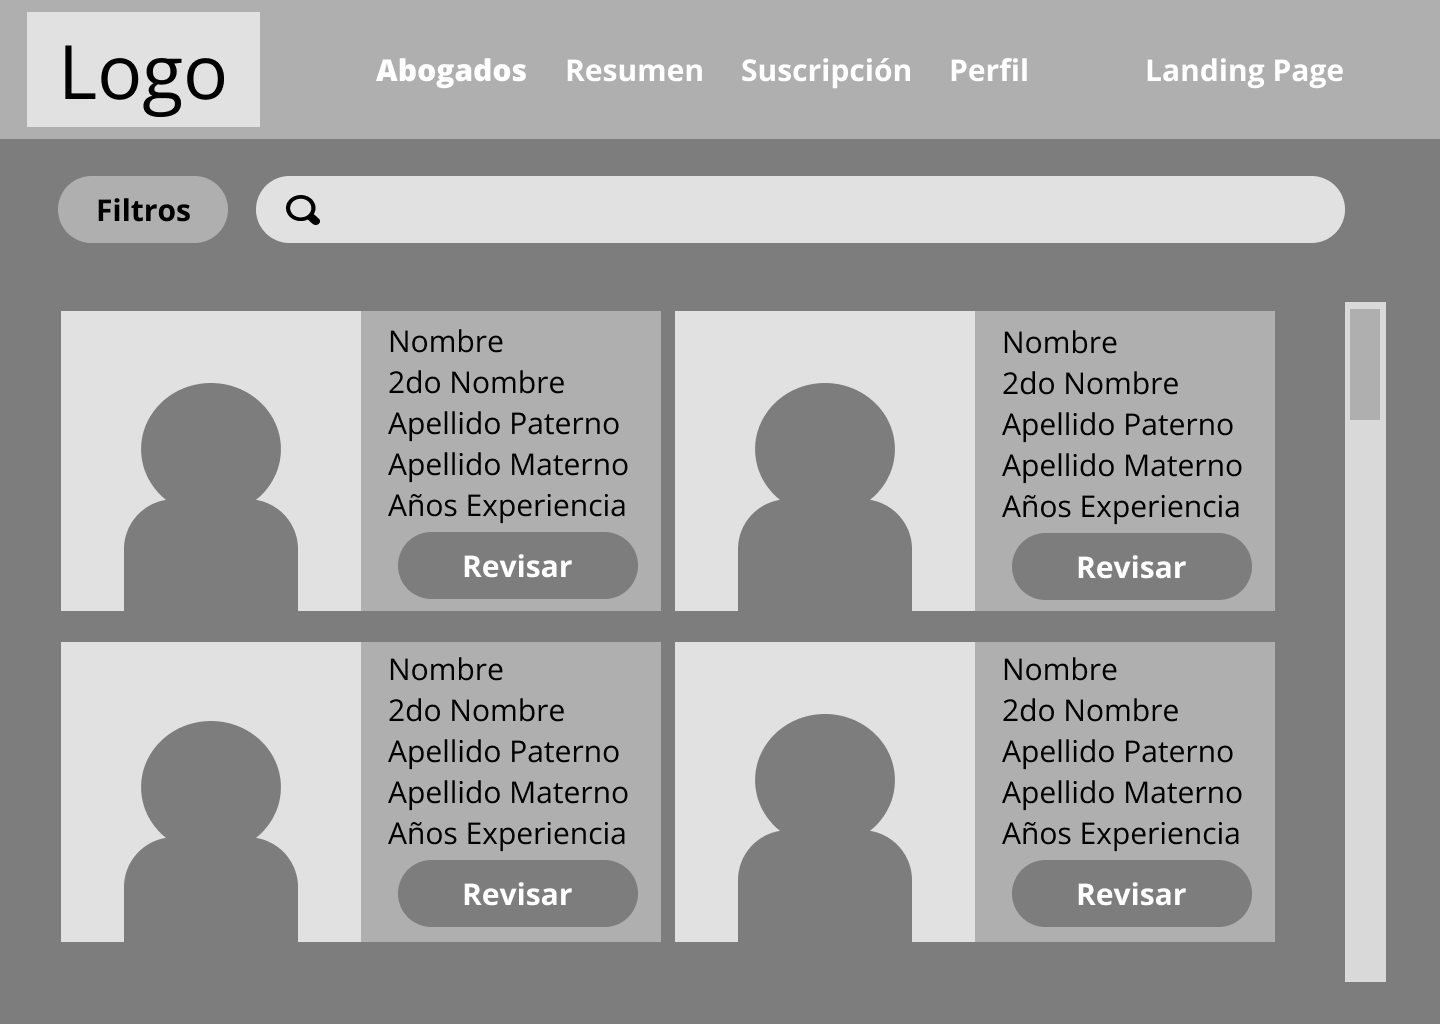 Logo
Abogados Resumen Suscripción Perfil Landing Page
Filtros
Nombre
2do Nombre
Apellido Paterno
Apellido Materno
Años Experiencia
Revisar
Nombre
2do Nombre
Apellido Paterno
Apellido Materno
Años Experiencia
Revisar
Nombre
2do Nombre
Apellido Paterno
Apellido Materno
Años Experiencia
Revisar
Nombre
2do Nombre
Apellido Paterno
Apellido Materno
Años Experiencia
Revisar